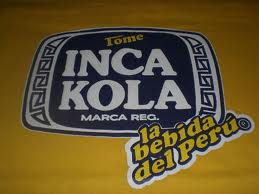 Tome
INCA
KOLA
MARCA REG.
la
bebida
del perú®